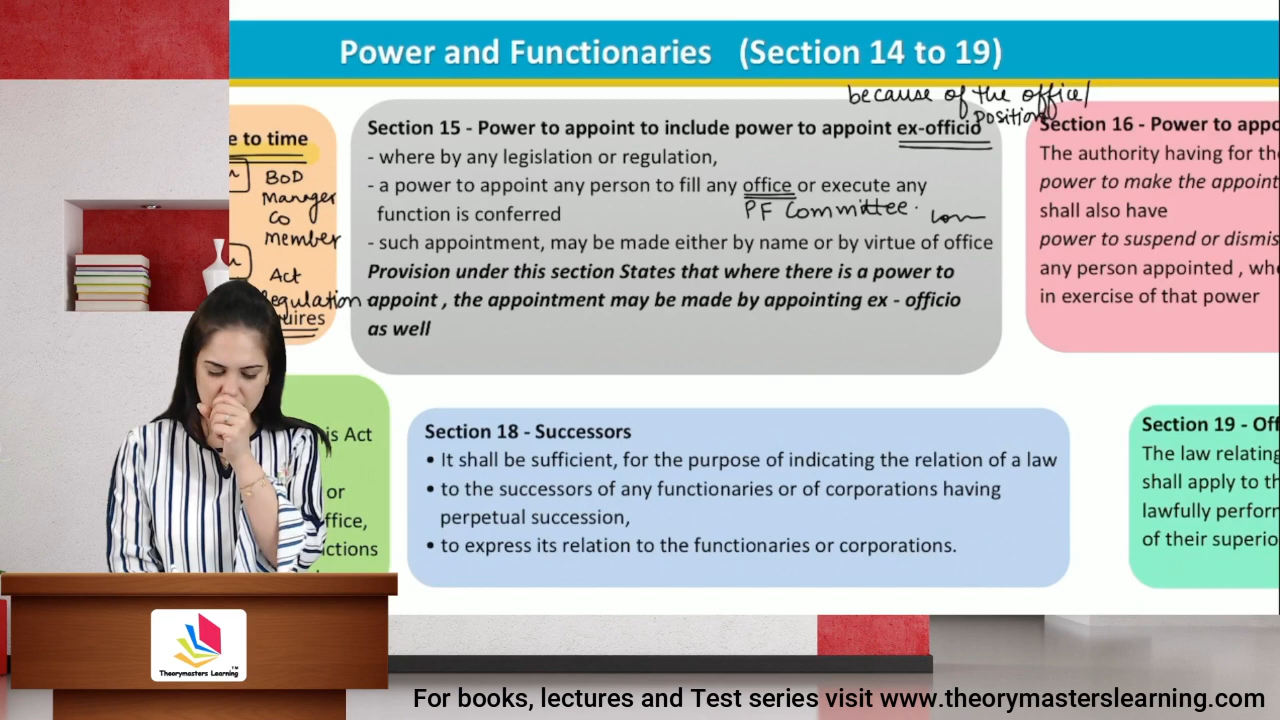 Power and Functionaries (Section 14 to 19)
because of the office/
position
e to time
BoD
Manager
Co
member
Act
Regulation
quires
Section 15 - Power to appoint to include power to appoint ex-officio
- where by any legislation or regulation,
- a power to appoint any person to fill any office or execute any
function is conferred
PF Committee.
- such appointment, may be made either by name or by virtue of office
Provision under this section States that where there is a power to
appoint , the appointment may be made by appointing ex - officio
as well
Section 16 - Power to appo
The authority having for the
power to make the appoint
shall also have
power to suspend or dismis
any person appointed , whe
in exercise of that power
is Act
or
ffice,
ictions
Section 18 - Successors
• It shall be sufficient, for the purpose of indicating the relation of a law
• to the successors of any functionaries or of corporations having
perpetual succession,
• to express its relation to the functionaries or corporations.
Section 19 - Off
The law relating
shall apply to th
lawfully perform
of their superio
Theorymasters Learning™
For books, lectures and Test series visit www.theorymasterslearning.com